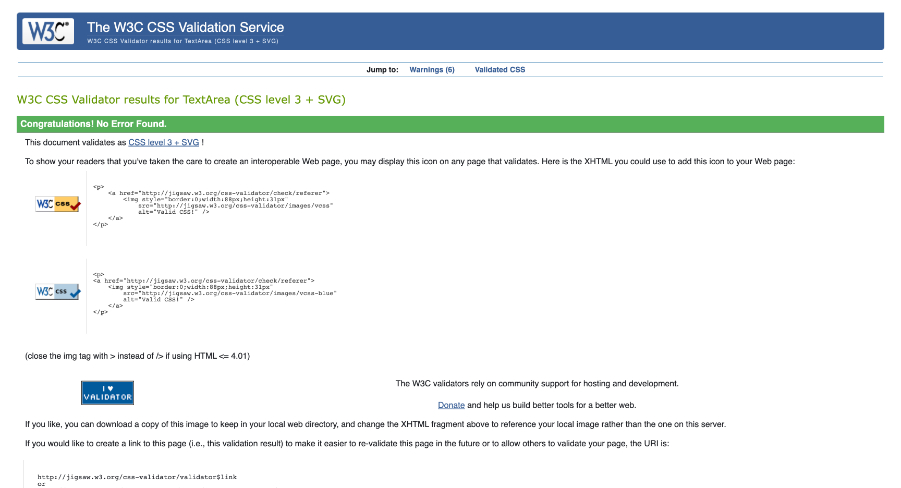 W3C The W3C CSS Validation Service
W3C CSS Validator results for TextArea (CSS level 3 + SVG)
Jump to: Warnings (6) Validated CSS
W3C CSS Validator results for TextArea (CSS level 3 + SVG)
Congratulations! No Error Found.
This document validates as CSS level 3 + SVG !
To show your readers that you've taken the care to create an interoperable Web page, you may display this icon on any page that validates. Here is the XHTML you could use to add this icon to your Web page:
W3C css
<p>
<a href="http://jigsaw.w3.org/css-validator/check/referer">
<img style="border:0;width:88px;height:31px"
src="http://jigsaw.w3.org/css-validator/images/vcss"
alt="Valid CSS!" />
</a>
</p>
W3C css
<p>
<a href="http://jigsaw.w3.org/css-validator/check/referer">
<img style="border:0;width:88px;height:31px"
src="http://jigsaw.w3.org/css-validator/images/vcss-blue"
alt="Valid CSS!" />
</a>
</p>
(close the img tag with > instead of /> if using HTML <= 4.01)
I ♥
VALIDATOR
The W3C validators rely on community support for hosting and development.
Donate and help us build better tools for a better web.
If you like, you can download a copy of this image to keep in your local web directory, and change the XHTML fragment above to reference your local image rather than the one on this server.
If you would like to create a link to this page (i.e., this validation result) to make it easier to re-validate this page in the future or to allow others to validate your page, the URI is:
http://jigsaw.w3.org/css-validator/validator$link
or